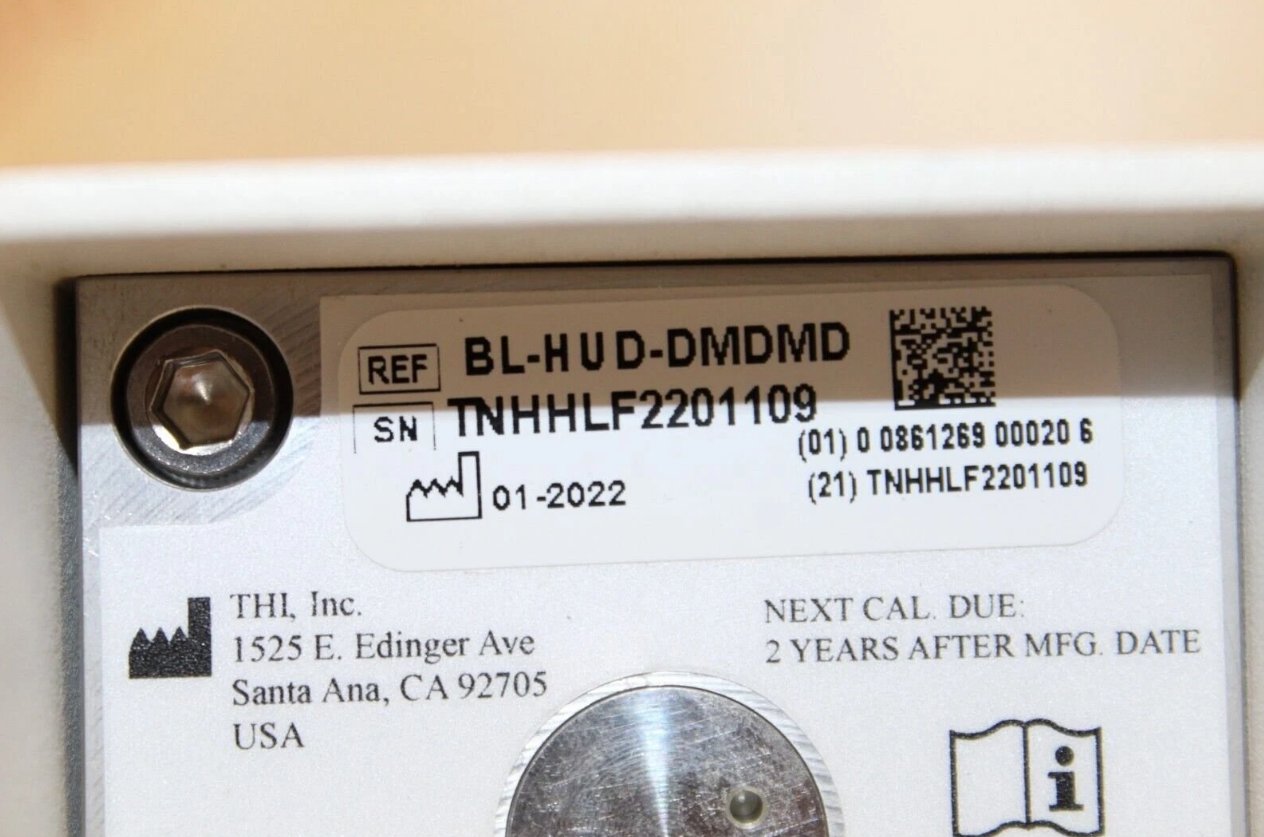 REF BL-HUD-DMDMD
SN TNHHLF2201109
(01) 0 0861269 00020 6
01-2022
(21) TNHHLF2201109
THI, Inc.
1525 E. Edinger Ave
Santa Ana, CA 92705
USA
NEXT CAL. DUE:
2 YEARS AFTER MFG. DATE
i